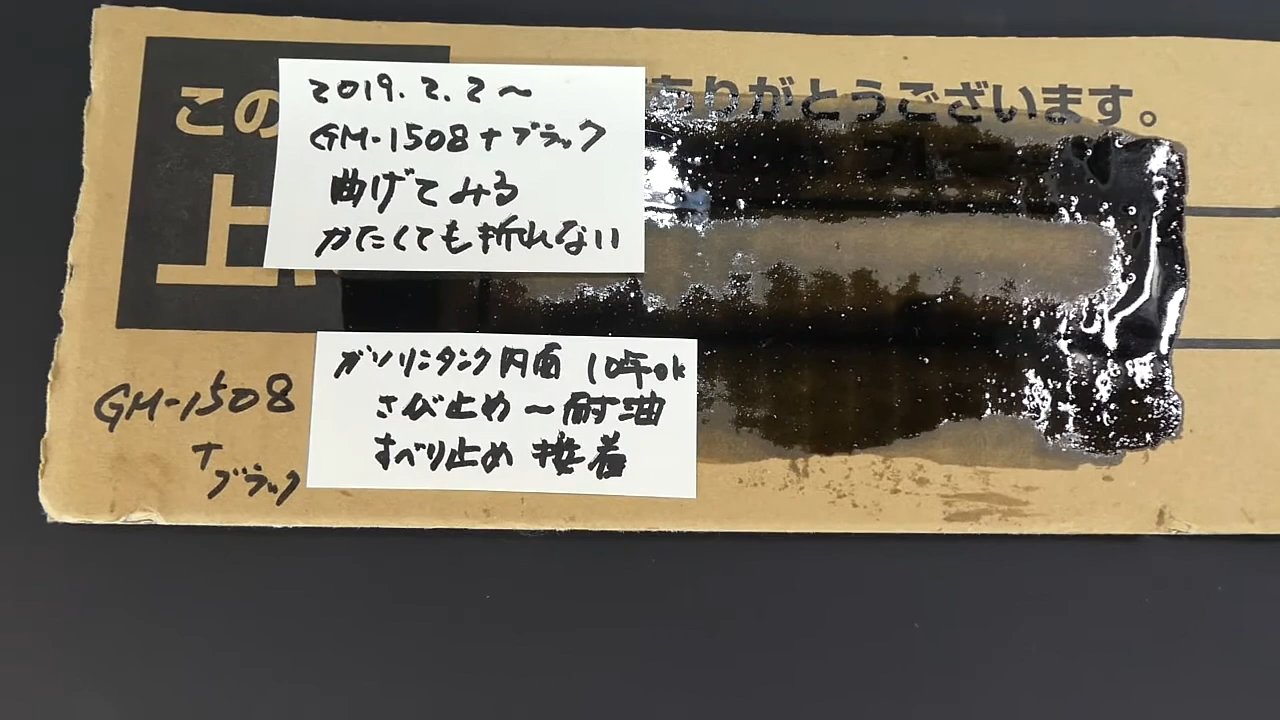 この
ありがとうございます。
上
2019.2.2～
GM-1508+ブラック
曲げてみる
かたくても折れない
ガソリンタンク内面 10年ok
さび止め～耐油
すべり止め 接着
GM-1508
+
ブラック